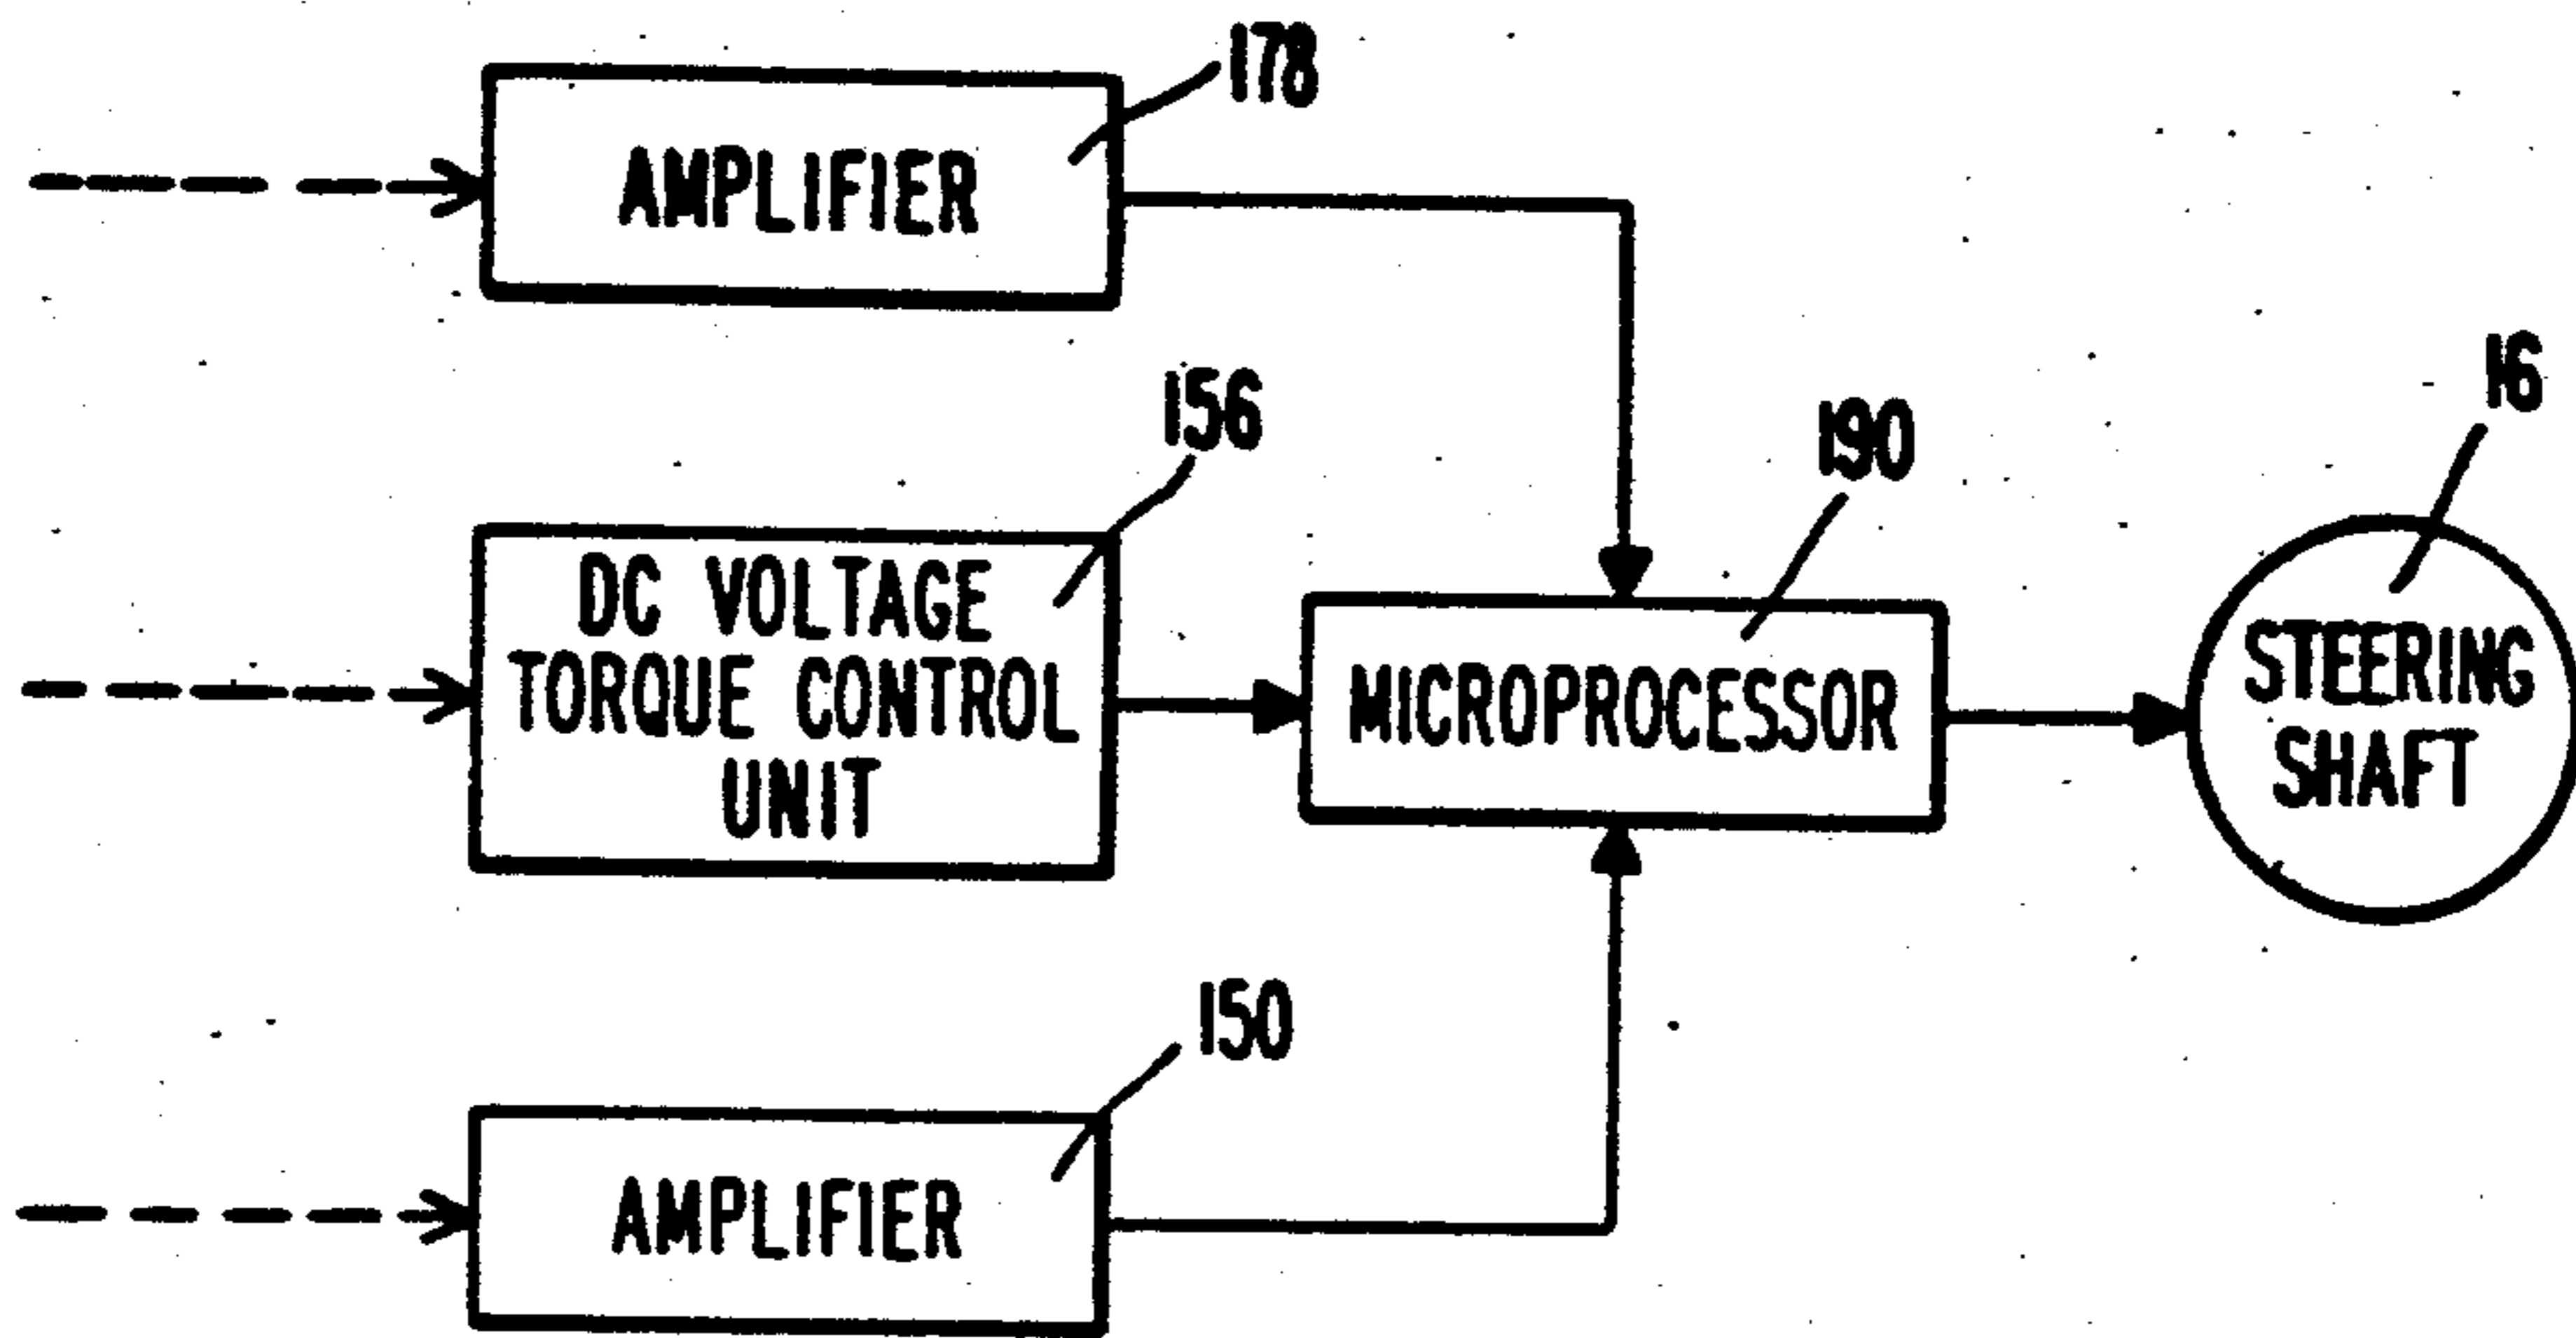 178
AMPLIFIER
156
DC VOLTAGE
TORQUE CONTROL
UNIT
190
MICROPROCESSOR
16
STEERING
SHAFT
150
AMPLIFIER